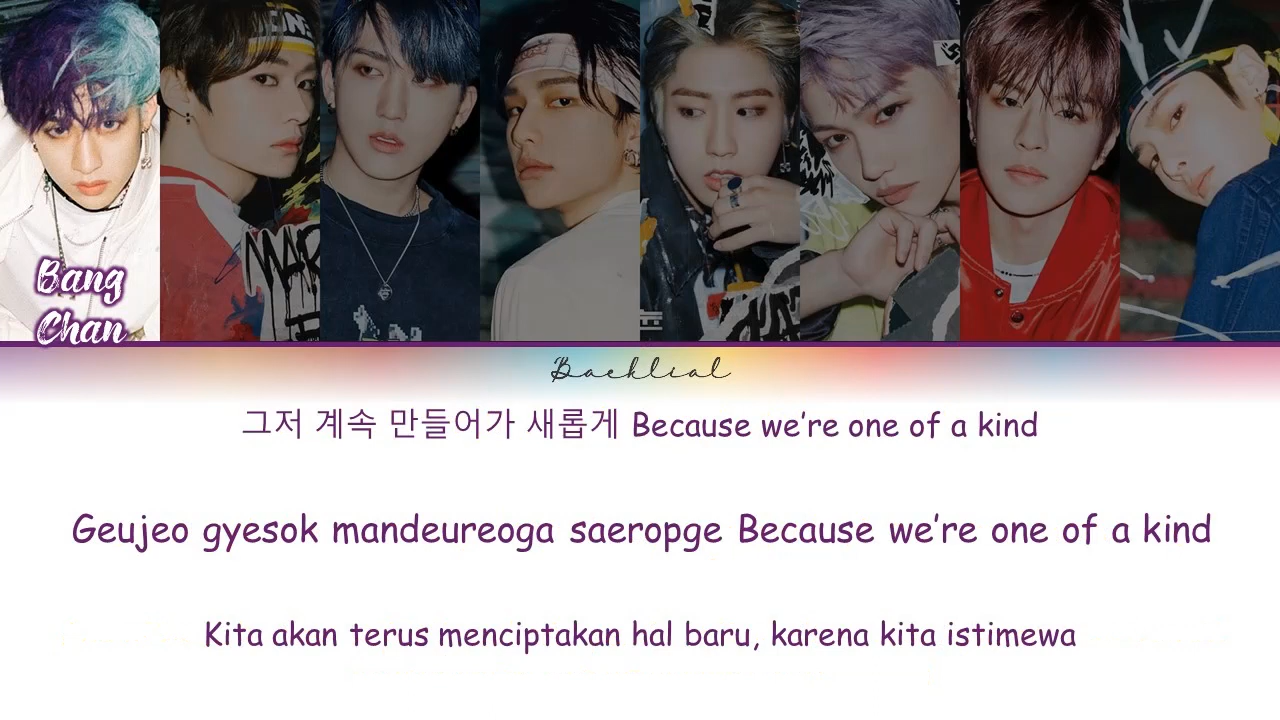 Bang
Chan
Baeklial
그저 계속 만들어가 새롭게 Because we're one of a kind
Geujeo gyesok mandeureoga saeropge Because we're one of a kind
Kita akan terus menciptakan hal baru, karena kita istimewa